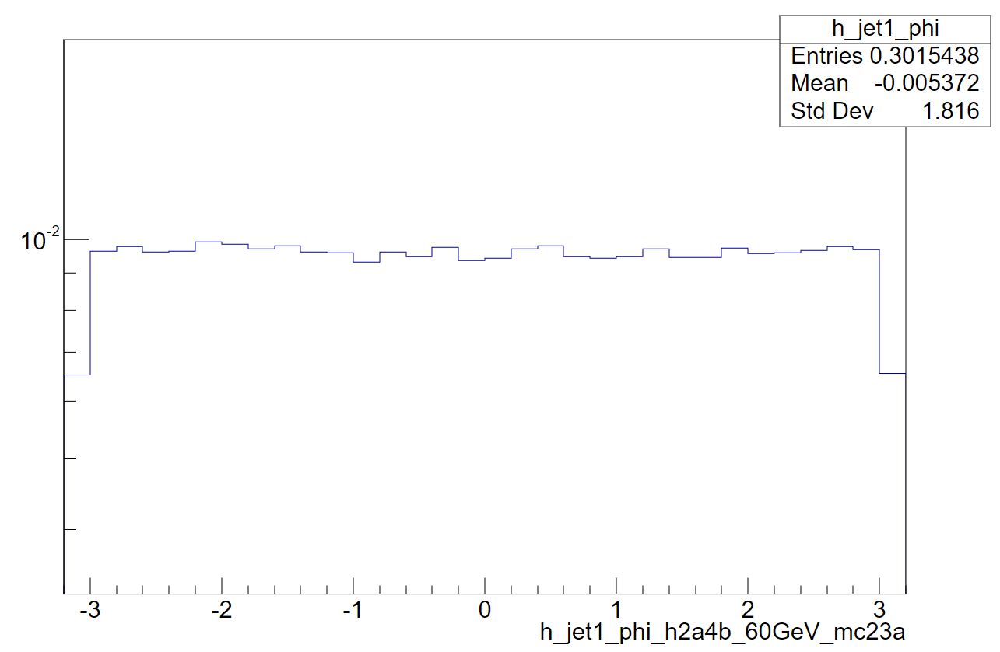 h_jet1_phi
Entries 0.3015438
Mean -0.005372
Std Dev 1.816
10-2
-3 -2 -1 0 1 2 3
h_jet1_phi_h2a4b_60GeV_mc23a